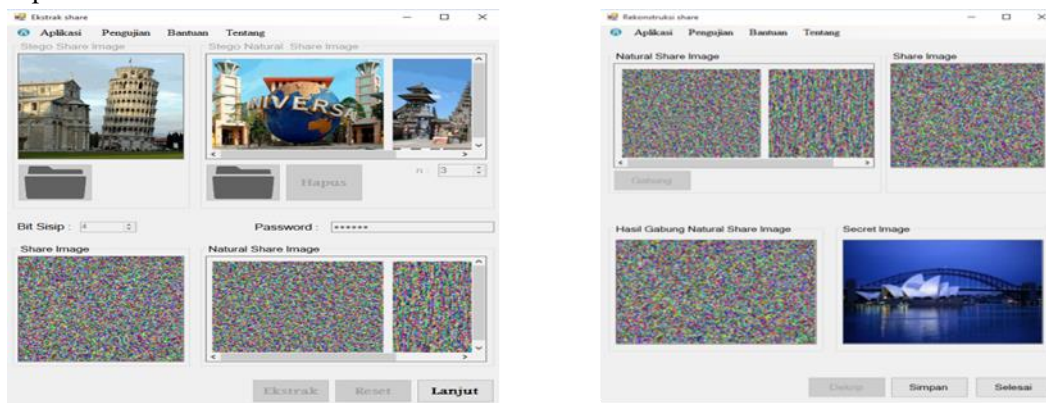 Ekstrak share
Aplikasi Pengujian Bantuan Tentang
Stego Share Image
Stego Natural Share Image
NIVERS
Hapus
n : 3
Bit Sisip : 4
Password : ••••••
Share Image
Natural Share Image
Ekstrak
Reset
Lanjut
Rekonstruksi share
Aplikasi Pengujian Bantuan Tentang
Natural Share Image
Share Image
Gabung
Hasil Gabung Natural Share Image
Secret Image
Simpan
Selesai